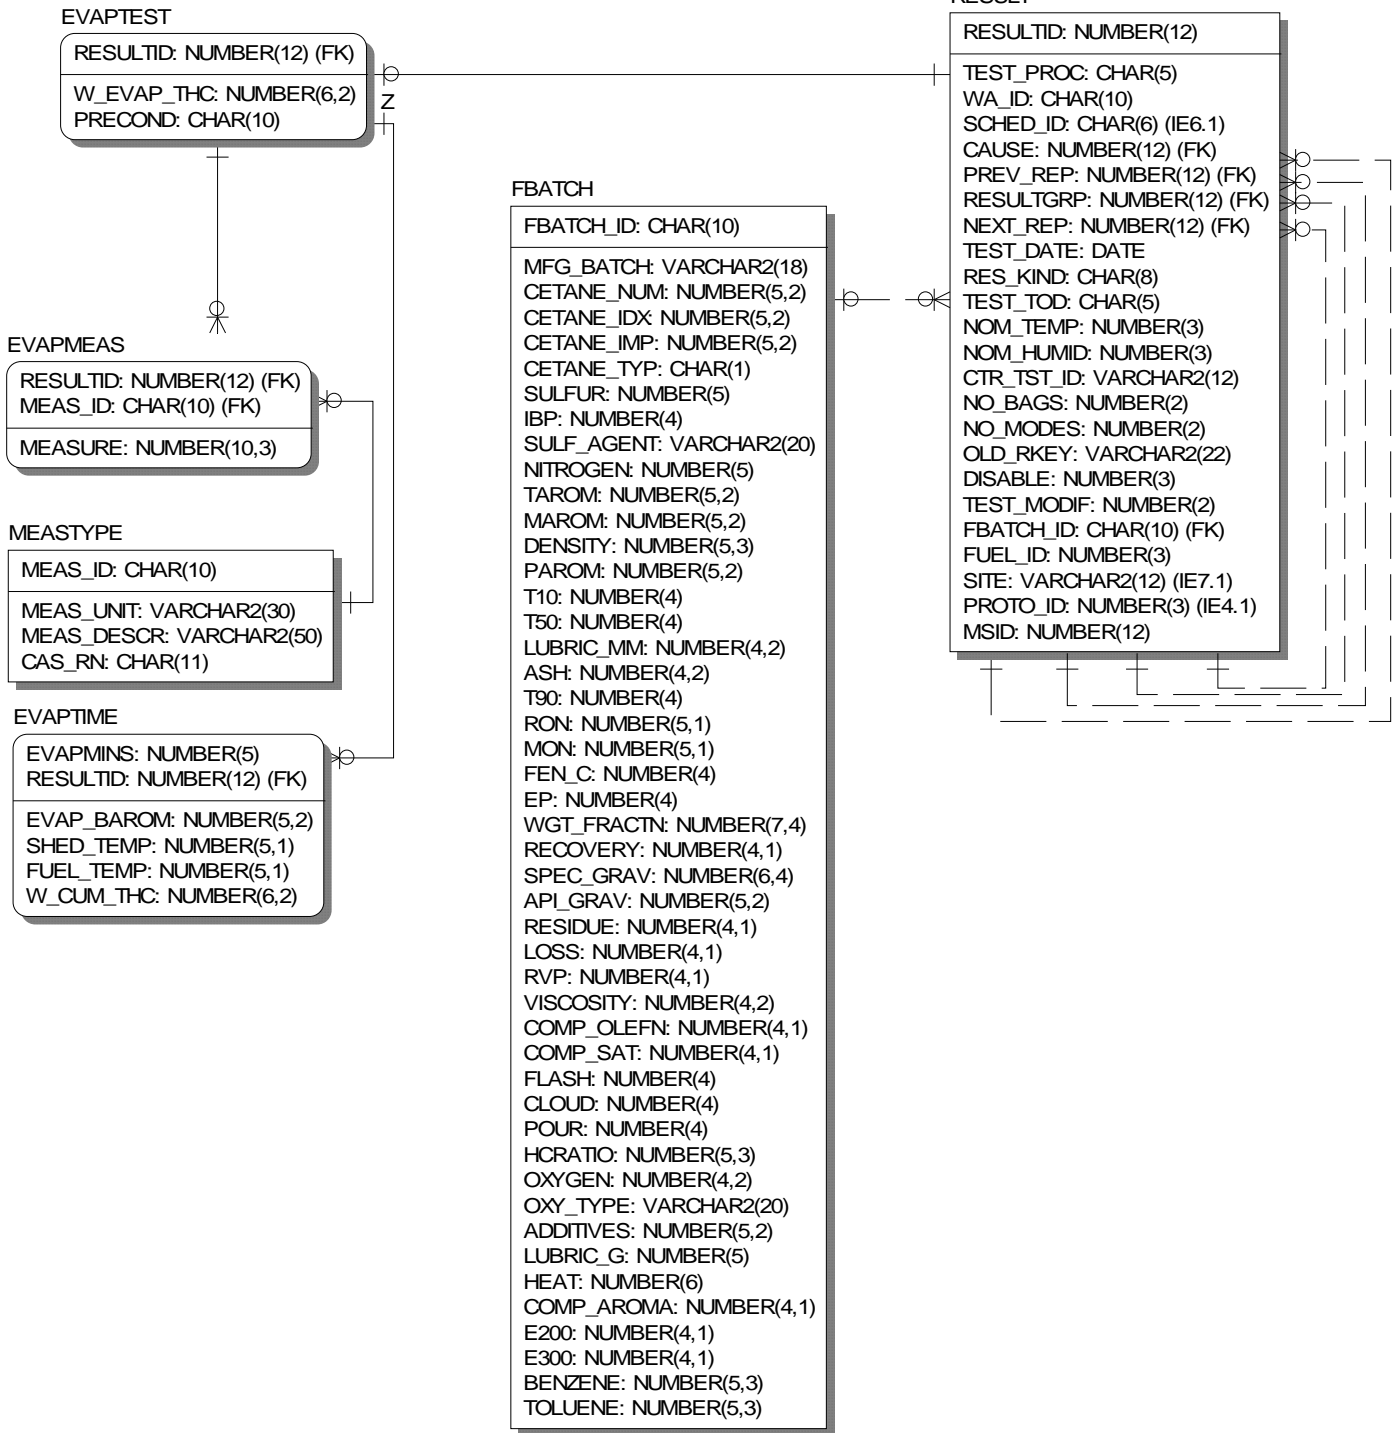 EVAPTEST
RESULTID: NUMBER(12) (FK)
W_EVAP_THC: NUMBER(6,2)
PRECOND: CHAR(10)
Z
EVAPMEAS
RESULTID: NUMBER(12) (FK)
MEAS_ID: CHAR(10) (FK)
MEASURE: NUMBER(10,3)
MEASTYPE
MEAS_ID: CHAR(10)
MEAS_UNIT: VARCHAR2(30)
MEAS_DESCR: VARCHAR2(50)
CAS_RN: CHAR(11)
EVAPTIME
EVAPMINS: NUMBER(5)
RESULTID: NUMBER(12) (FK)
EVAP_BAROM: NUMBER(5,2)
SHED_TEMP: NUMBER(5,1)
FUEL_TEMP: NUMBER(5,1)
W_CUM_THC: NUMBER(6,2)
FBATCH
FBATCH_ID: CHAR(10)
MFG_BATCH: VARCHAR2(18)
CETANE_NUM: NUMBER(5,2)
CETANE_IDX: NUMBER(5,2)
CETANE_IMP: NUMBER(5,2)
CETANE_TYP: CHAR(1)
SULFUR: NUMBER(5)
IBP: NUMBER(4)
SULF_AGENT: VARCHAR2(20)
NITROGEN: NUMBER(5)
TAROM: NUMBER(5,2)
MAROM: NUMBER(5,2)
DENSITY: NUMBER(5,3)
PAROM: NUMBER(5,2)
T10: NUMBER(4)
T50: NUMBER(4)
LUBRIC_MM: NUMBER(4,2)
ASH: NUMBER(4,2)
T90: NUMBER(4)
RON: NUMBER(5,1)
MON: NUMBER(5,1)
FEN_C: NUMBER(4)
EP: NUMBER(4)
WGT_FRACTN: NUMBER(7,4)
RECOVERY: NUMBER(4,1)
SPEC_GRAV: NUMBER(6,4)
API_GRAV: NUMBER(5,2)
RESIDUE: NUMBER(4,1)
LOSS: NUMBER(4,1)
RVP: NUMBER(4,1)
VISCOSITY: NUMBER(4,2)
COMP_OLEFN: NUMBER(4,1)
COMP_SAT: NUMBER(4,1)
FLASH: NUMBER(4)
CLOUD: NUMBER(4)
POUR: NUMBER(4)
HCRATIO: NUMBER(5,3)
OXYGEN: NUMBER(4,2)
OXY_TYPE: VARCHAR2(20)
ADDITIVES: NUMBER(5,2)
LUBRIC_G: NUMBER(5)
HEAT: NUMBER(6)
COMP_AROMA: NUMBER(4,1)
E200: NUMBER(4,1)
E300: NUMBER(4,1)
BENZENE: NUMBER(5,3)
TOLUENE: NUMBER(5,3)
RESULTID: NUMBER(12)
TEST_PROC: CHAR(5)
WA_ID: CHAR(10)
SCHED_ID: CHAR(6) (IE6.1)
CAUSE: NUMBER(12) (FK)
PREV_REP: NUMBER(12) (FK)
RESULTGRP: NUMBER(12) (FK)
NEXT_REP: NUMBER(12) (FK)
TEST_DATE: DATE
RES_KIND: CHAR(8)
TEST_TOD: CHAR(5)
NOM_TEMP: NUMBER(3)
NOM_HUMID: NUMBER(3)
CTR_TST_ID: VARCHAR2(12)
NO_BAGS: NUMBER(2)
NO_MODES: NUMBER(2)
OLD_RKEY: VARCHAR2(22)
DISABLE: NUMBER(3)
TEST_MODIF: NUMBER(2)
FBATCH_ID: CHAR(10) (FK)
FUEL_ID: NUMBER(3)
SITE: VARCHAR2(12) (IE7.1)
PROTO_ID: NUMBER(3) (IE4.1)
MSID: NUMBER(12)